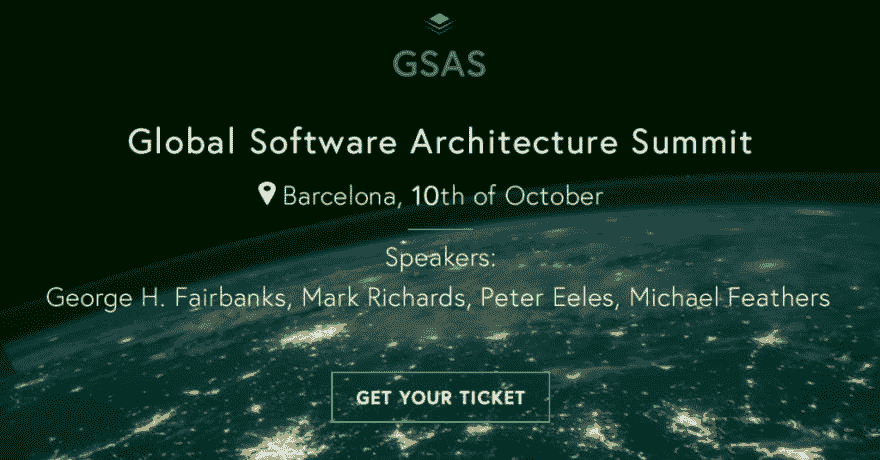 GSAS
Global Software Architecture Summit
Barcelona, 10th of October
Speakers:
George H. Fairbanks, Mark Richards, Peter Eeles, Michael Feathers
GET YOUR TICKET